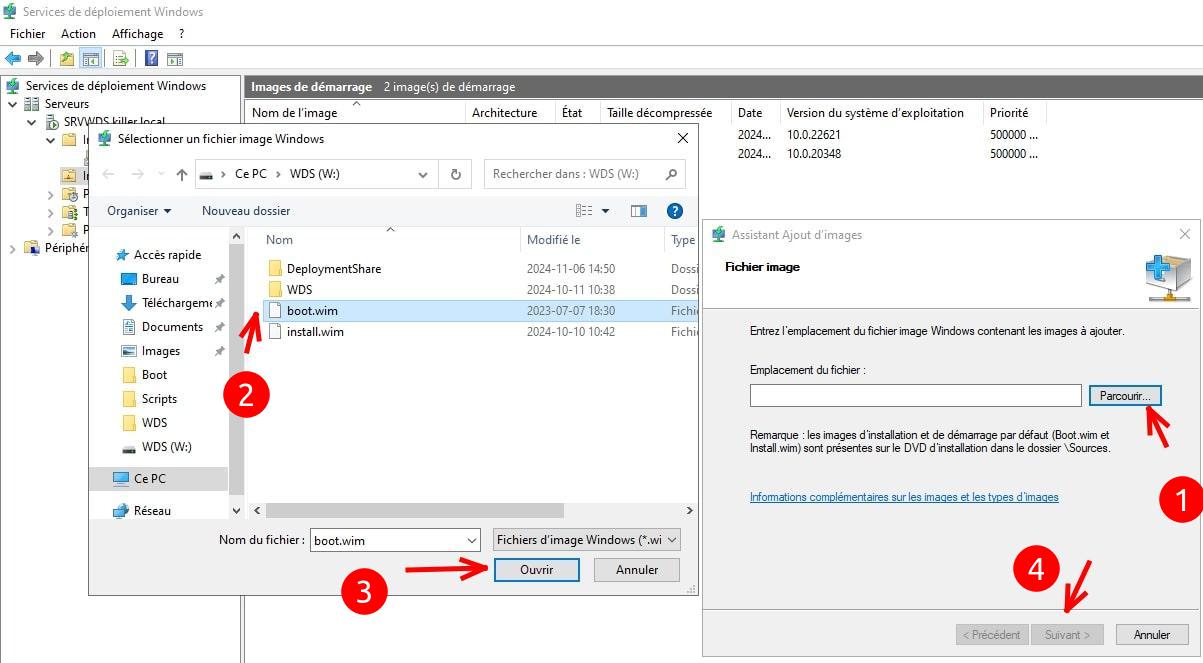 Services de déploiement Windows
Fichier Action Affichage ?
Services de déploiement Windows
Serveurs
SRVWDS.killer.local
Périphér
Images de démarrage 2 image(s) de démarrage
Nom de l'image Architecture État Taille décompressée Date Version du système d'exploitation Priorité
2024... 10.0.22621 500000 ...
2024... 10.0.20348 500000 ...
Sélectionner un fichier image Windows
Ce PC WDS (W:)
Rechercher dans : WDS (W:)
Organiser Nouveau dossier
Accès rapide
Bureau
Téléchargeme
Documents
Images
Boot
Scripts
WDS
WDS (W:)
Ce PC
Réseau
Nom Modifié le Type
DeploymentShare 2024-11-06 14:50 Dossi
WDS 2024-10-11 10:38 Dossi
boot.wim 2023-07-07 18:30 Fichie
install.wim 2024-10-10 10:42 Fichie
2
Nom du fichier : boot.wim Fichiers d'image Windows (*.wi
Ouvrir Annuler
3
Assistant Ajout d'images
Fichier image
Entrez l'emplacement du fichier image Windows contenant les images à ajouter.
Emplacement du fichier :
Parcourir...
Remarque : les images d'installation et de démarrage par défaut (Boot.wim et
Install.wim) sont présentes sur le DVD d'installation dans le dossier \Sources.
1
Informations complémentaires sur les images et les types d'images
4
< Précédent Suivant > Annuler